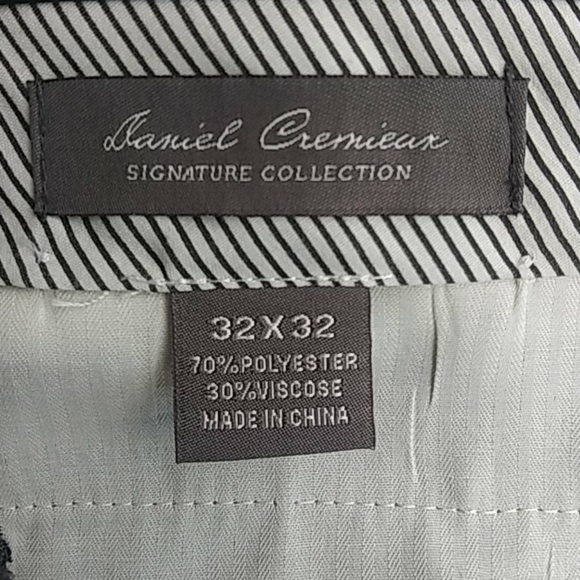 Daniel Cremieux
SIGNATURE COLLECTION
32X32
70%POLYESTER
30%VISCOSE
MADE IN CHINA